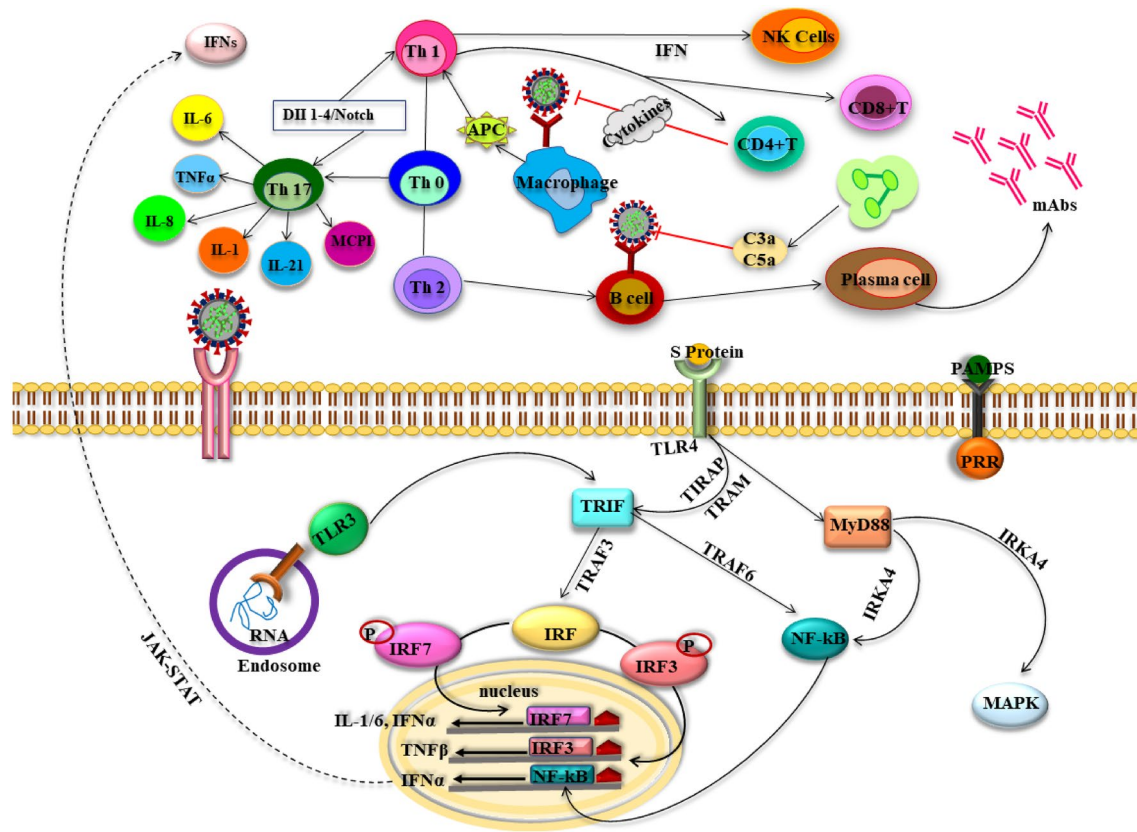 IFNs
Th 1
NK Cells
IFN
IL-6
DII 1-4/Notch
APC
Cytokines
CD8+T
CD4+T
TNFα
Th 17
Th 0
Macrophage
IL-8
mAbs
IL-1
IL-21
MCPI
C3a
C5a
Th 2
B cell
Plasma cell
S Protein
PAMPS
TLR4
PRR
TIRAP
TRAM
TLR3
TRIF
MyD88
TRAF3
TRAF6
IRKA4
IRKA4
RNA
Endosome
P
IRF7
IRF
P
IRF3
NF-kB
JAK-STAT
nucleus
MAPK
IL-1/6, IFNα
IRF7
TNFβ
IRF3
IFNα
NF-kB